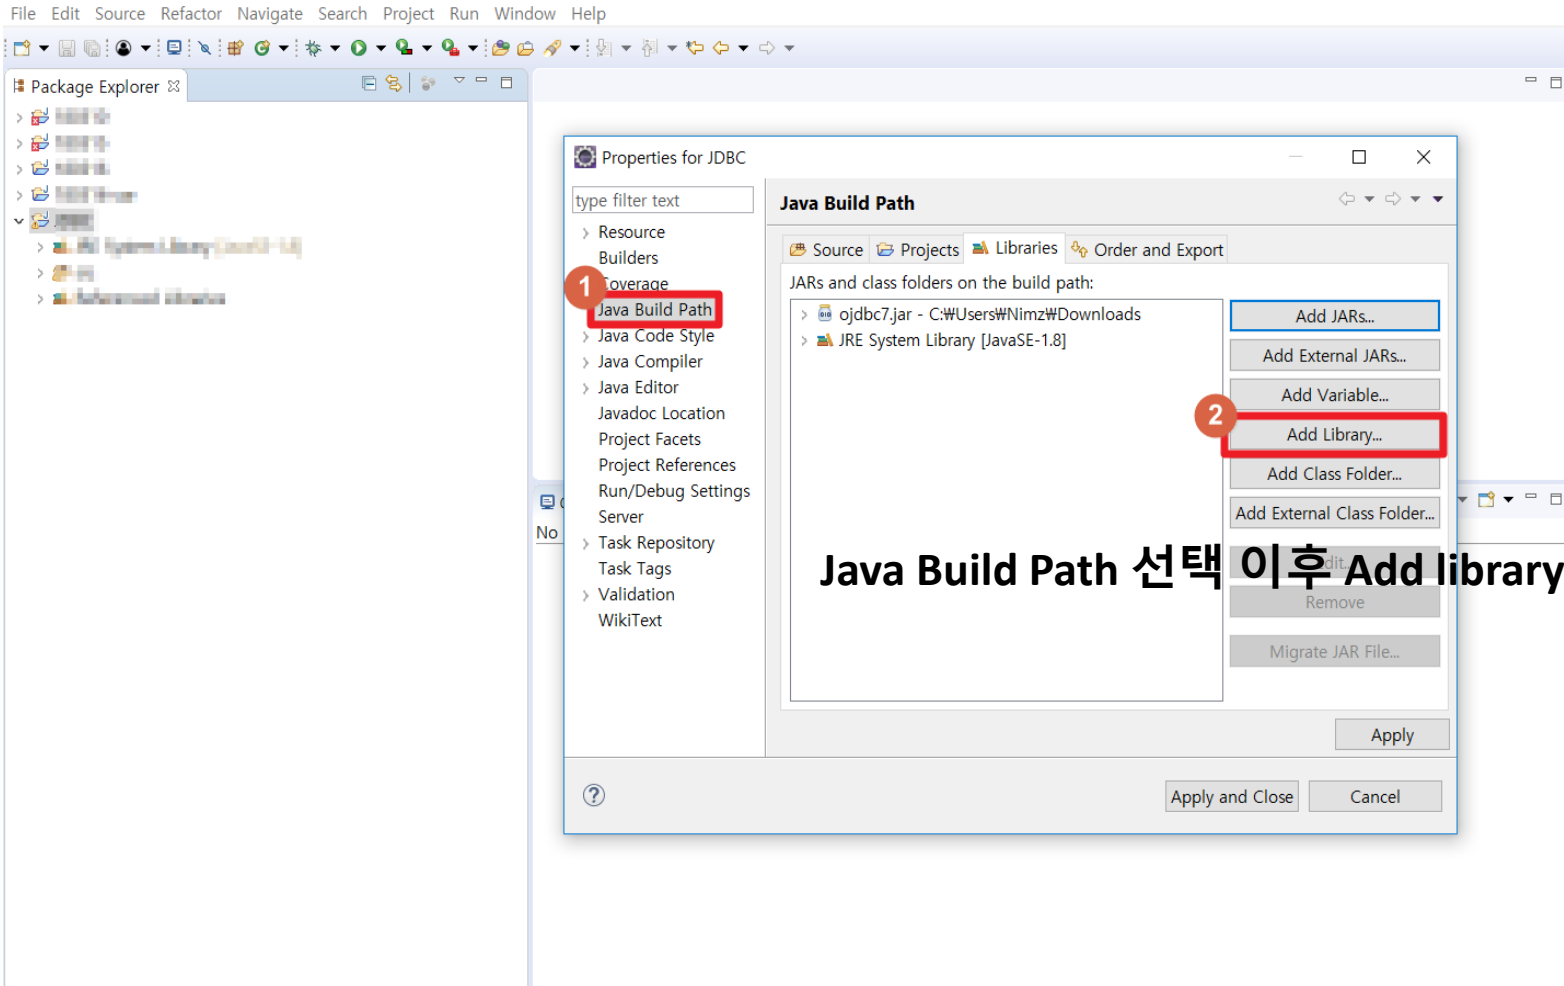 File Edit Source Refactor Navigate Search Project Run Window Help
Package Explorer
Properties for JDBC
type filter text
Java Build Path
Resource
Builders
Coverage
Java Build Path
Java Code Style
Java Compiler
Java Editor
Javadoc Location
Project Facets
Project References
Run/Debug Settings
Server
Task Repository
Task Tags
Validation
WikiText
1
Source Projects Libraries Order and Export
JARs and class folders on the build path:
ojdbc7.jar - C:₩Users₩Nimz₩Downloads
JRE System Library [JavaSE-1.8]
Add JARs...
Add External JARs...
Add Variable...
2
Add Library...
Add Class Folder...
Add External Class Folder...
Java Build Path 선택 이후 Add library
Remove
Migrate JAR File...
Apply
Apply and Close Cancel
No